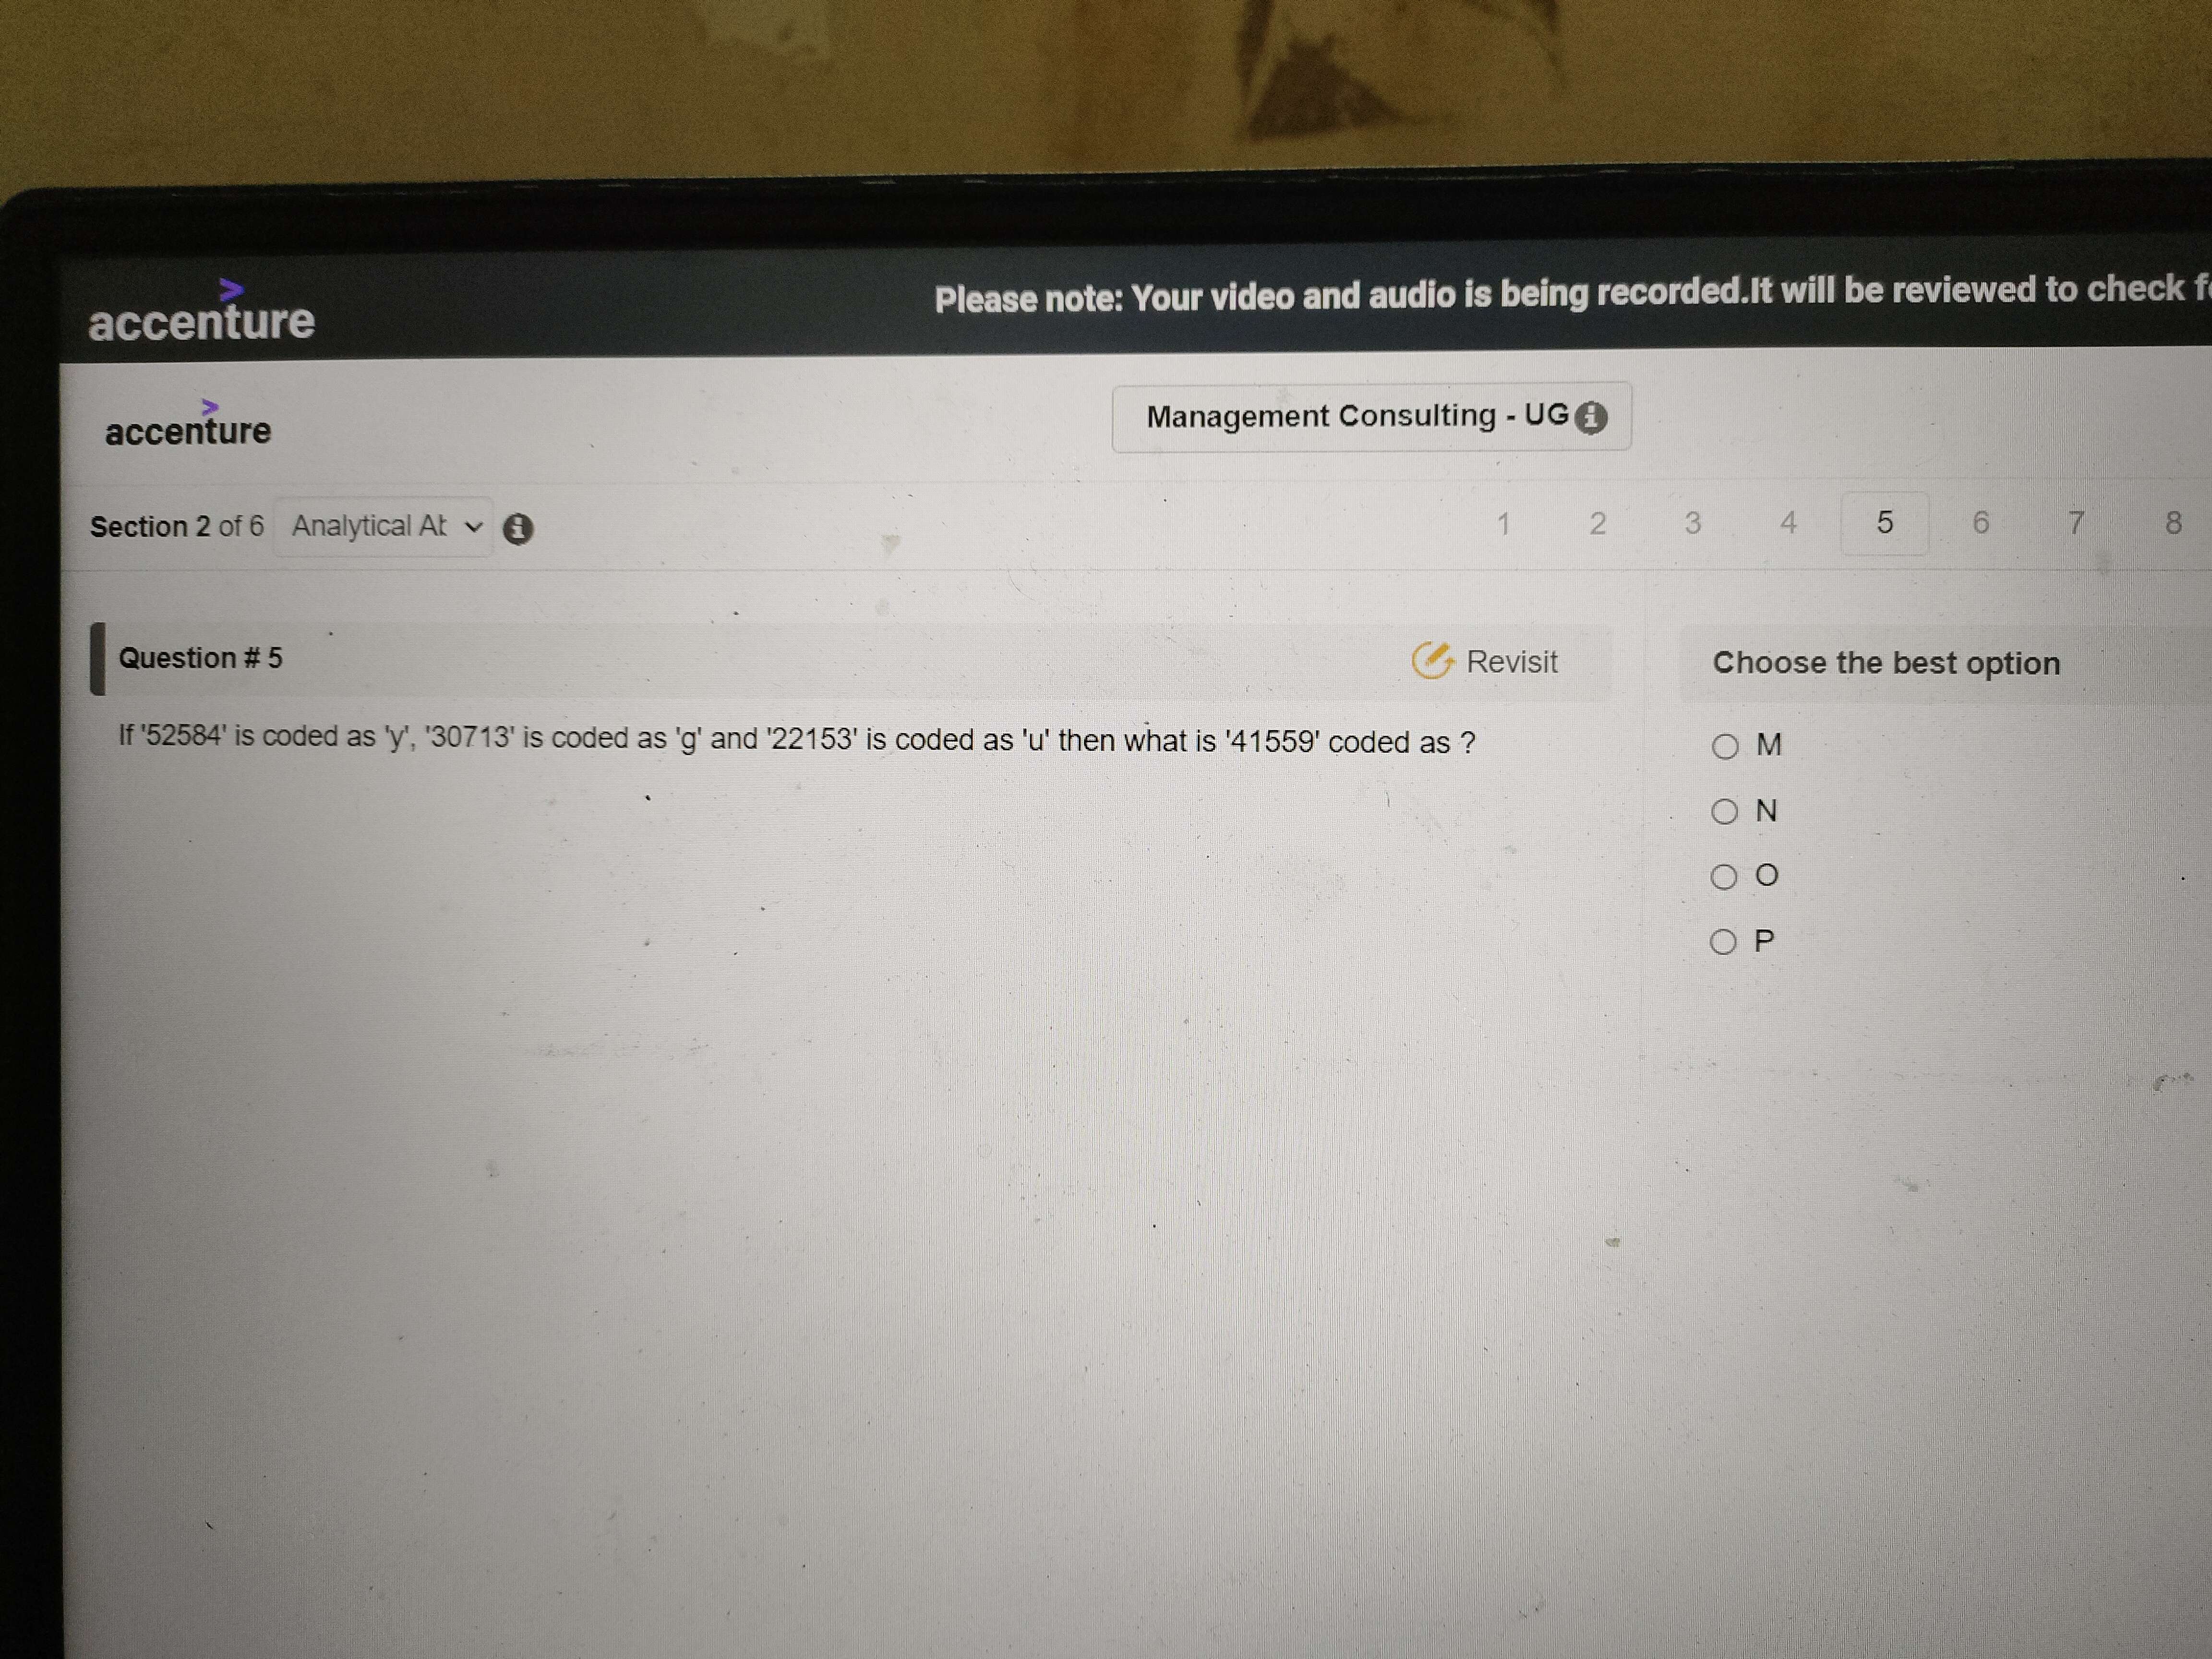 accenture
Please note: Your video and audio is being recorded.It will be reviewed to check
accenture
Management Consulting - UG
Section 2 of 6 Analytical Ab
1 2 3 4 5 6 7 8
Question # 5
Revisit
Choose the best option
If '52584' is coded as 'y', '30713' is coded as 'g' and '22153' is coded as 'u' then what is '41559' coded as ?
M
N
O
P